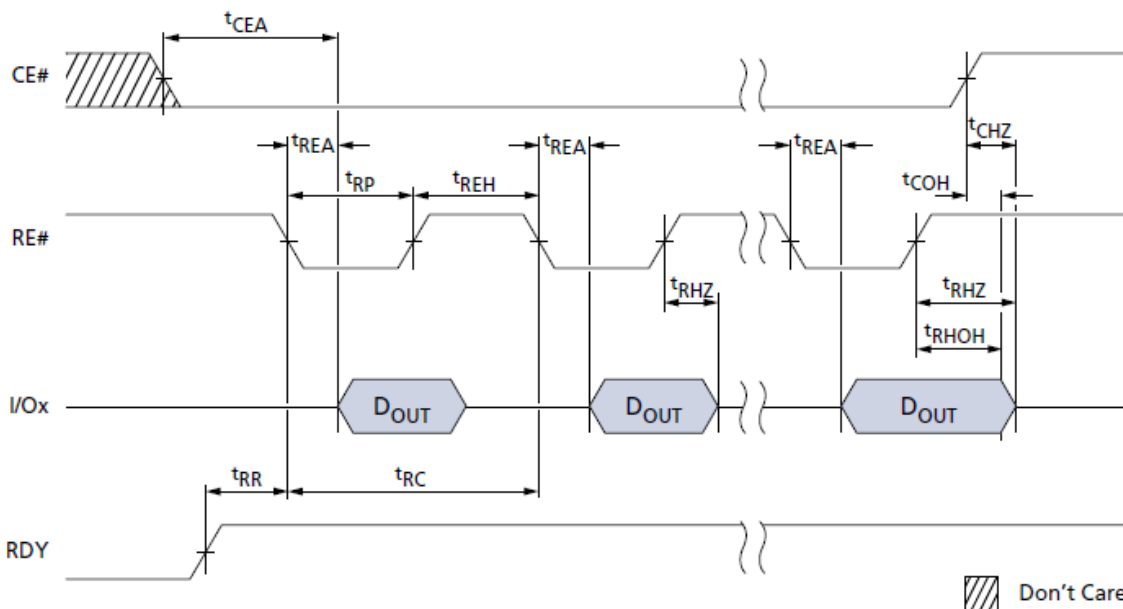 tCEA
CE#
tREA
tREA
tREA
tCHZ
tRP
tREH
tCOH
RE#
tRHZ
tRHZ
tRHOH
I/Ox
DOUT
DOUT
DOUT
tRR
tRC
RDY
Don't Care